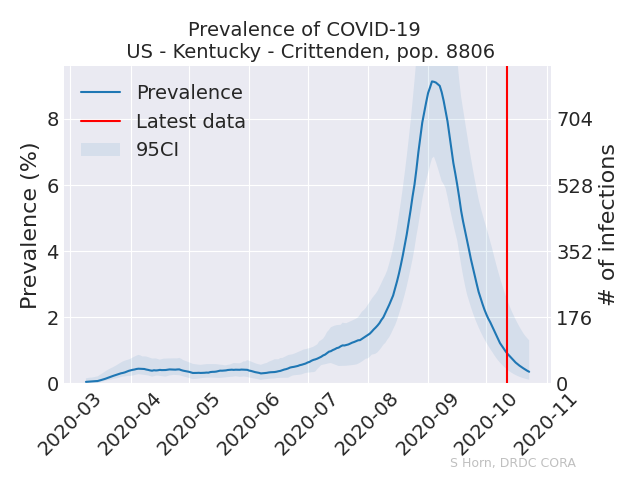 Prevalence of COVID-19
US - Kentucky - Crittenden, pop. 8806
Prevalence
Latest data
95CI
Prevalence (%)
8
6
4
2
0
704
528
352
176
0
# of infections
2020-03
2020-04
2020-05
2020-06
2020-07
2020-08
2020-09
2020-10
2020-11
S Horn, DRDC CORA